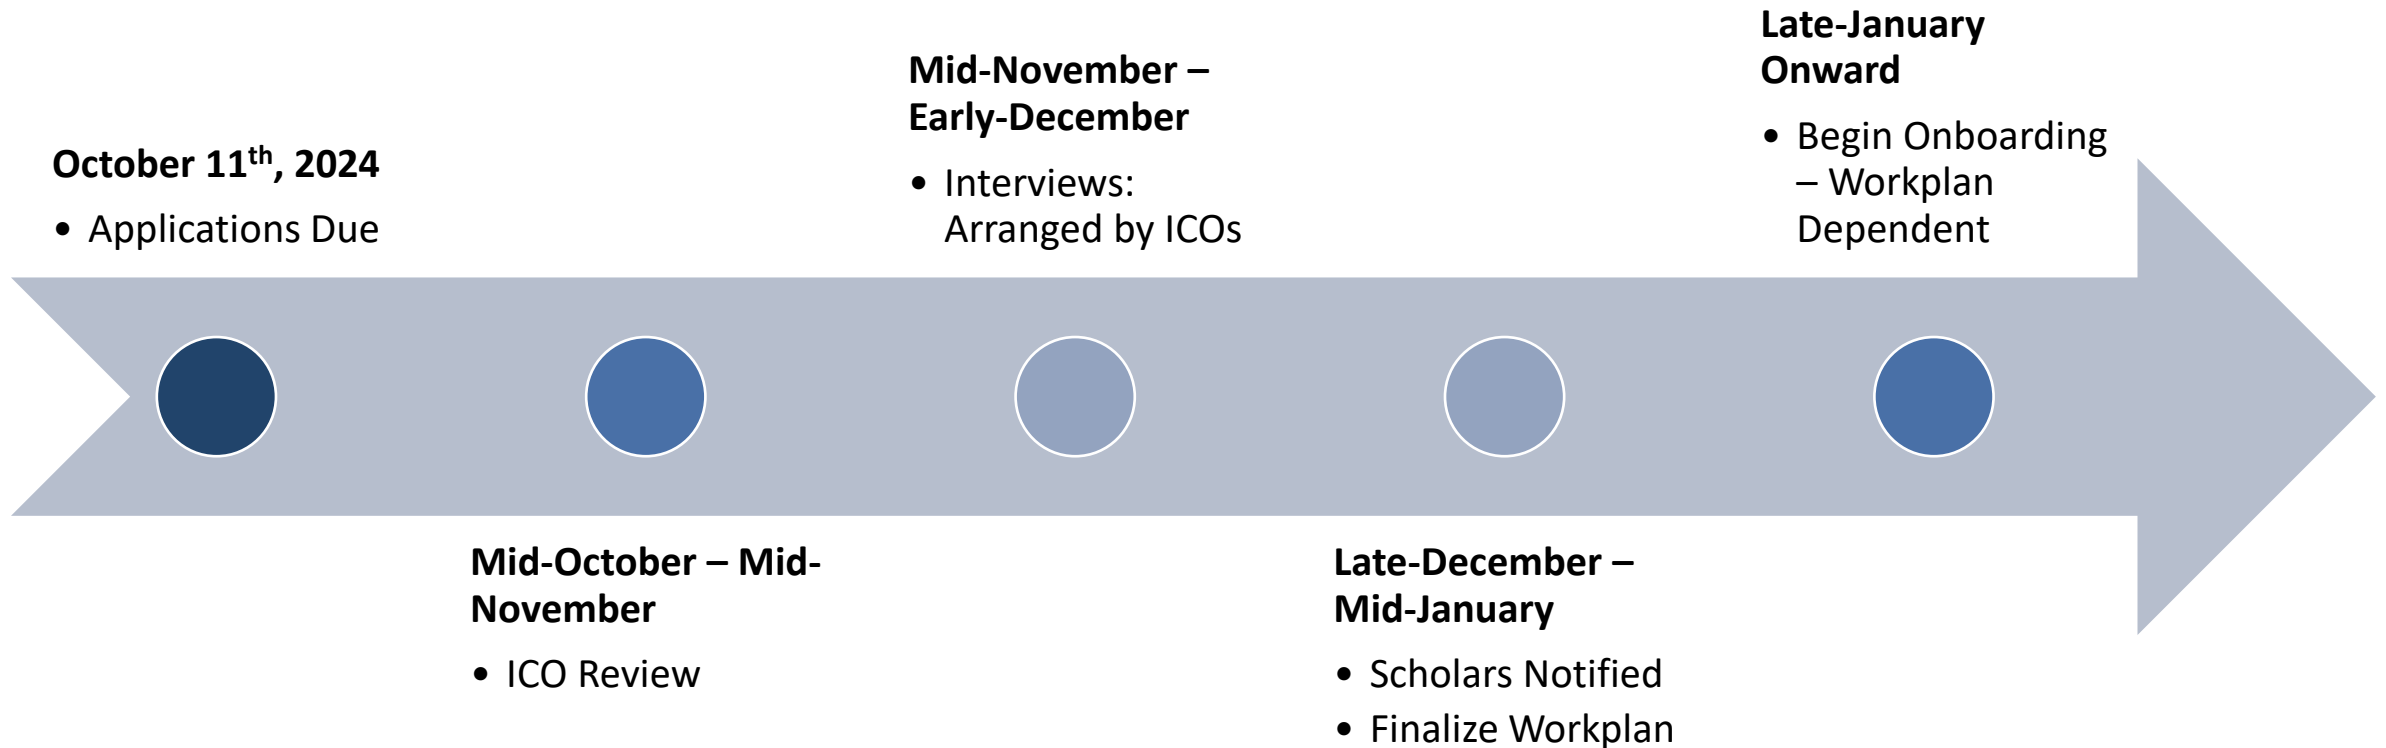 October 11th, 2024
• Applications Due
Mid-October – Mid-
November
• ICO Review
Mid-November –
Early-December
• Interviews:
Arranged by ICOs
Late-December –
Mid-January
• Scholars Notified
• Finalize Workplan
Late-January
Onward
• Begin Onboarding
– Workplan
Dependent